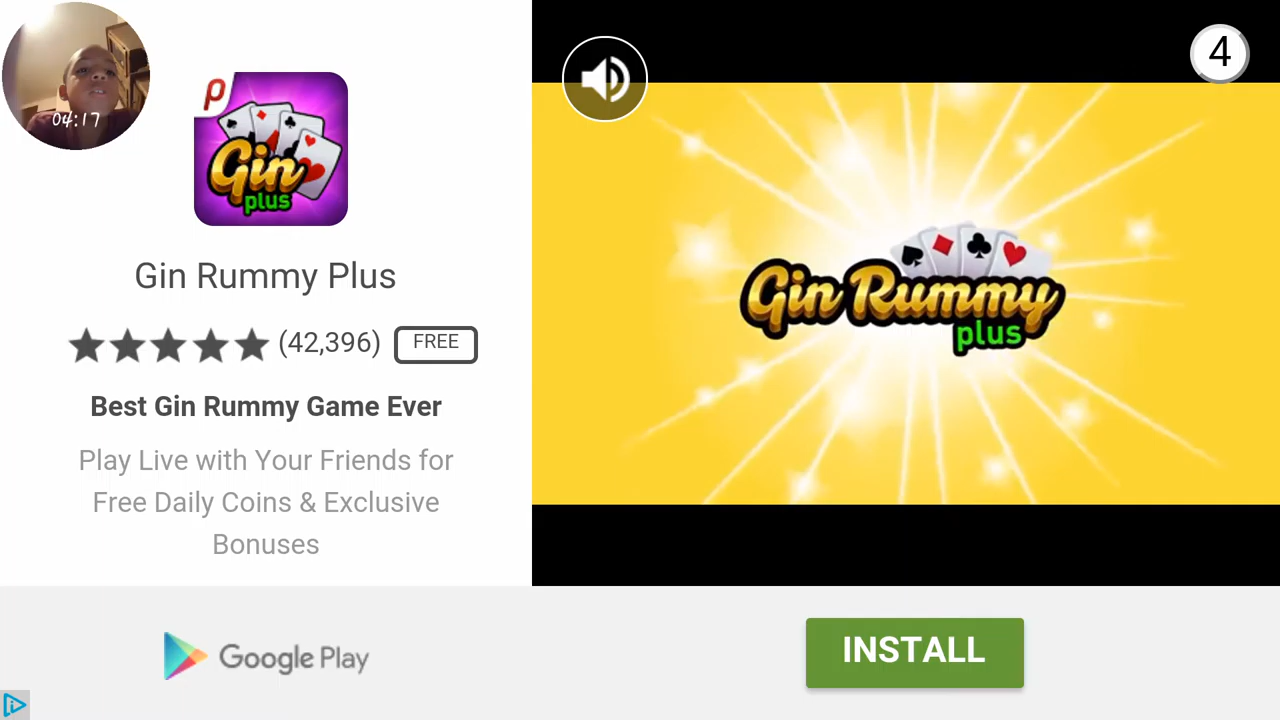 04:17
4
ρ
Gin
plus
Gin Rummy Plus
(42,396)
FREE
Best Gin Rummy Game Ever
Play Live with Your Friends for
Free Daily Coins & Exclusive
Bonuses
Gin Rummy
plus
Google Play
INSTALL